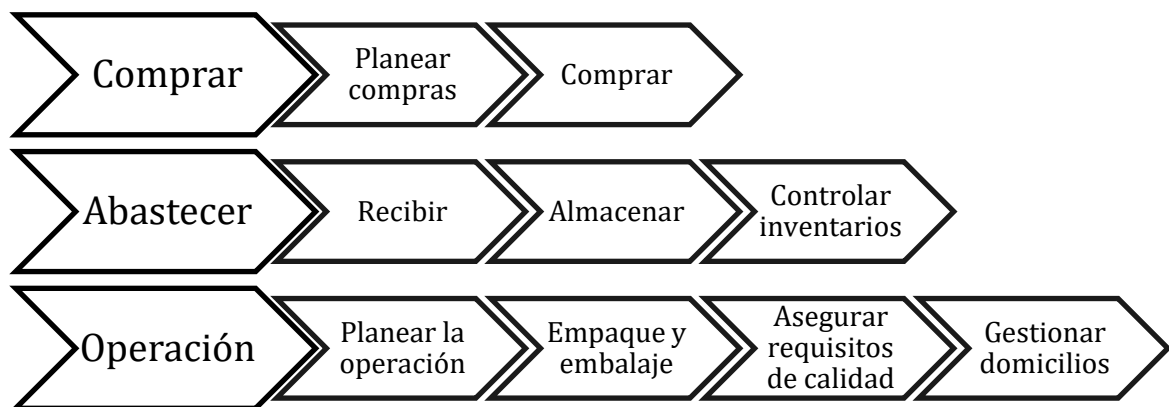 Comprar
Planear
compras
Comprar
Abastecer
Recibir
Almacenar
Controlar
inventarios
Operación
Planear la
operación
Empaque y
embalaje
Asegurar
requisitos
de calidad
Gestionar
domicilios